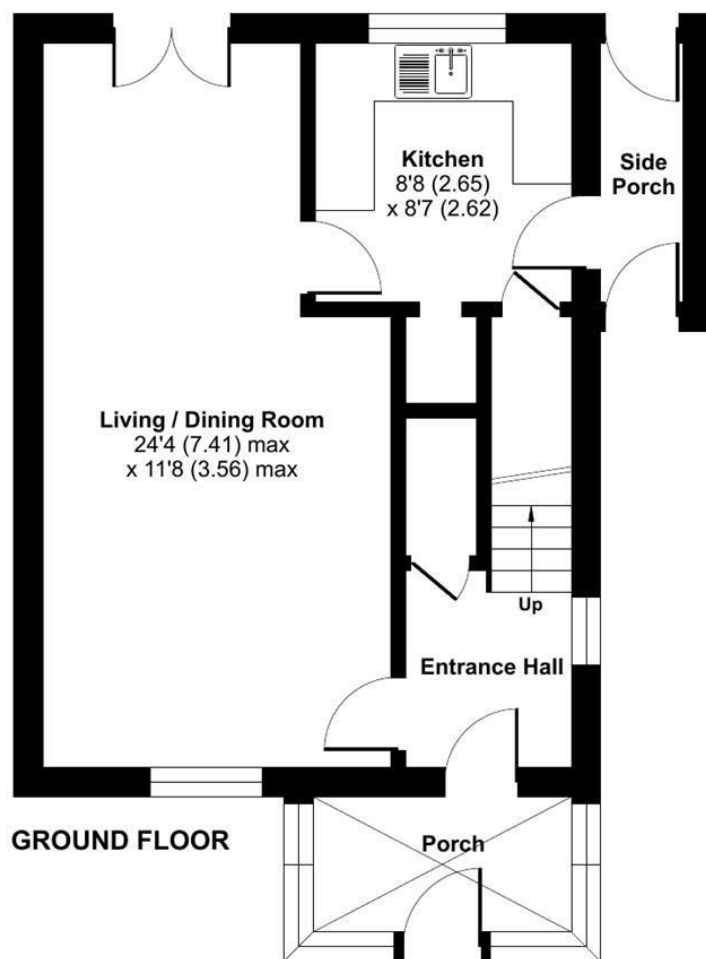 Kitchen
8'8 (2.65)
x 8'7 (2.62)
Side
Porch
Living / Dining Room
24'4 (7.41) max
x 11'8 (3.56) max
Up
Entrance Hall
GROUND FLOOR
Porch